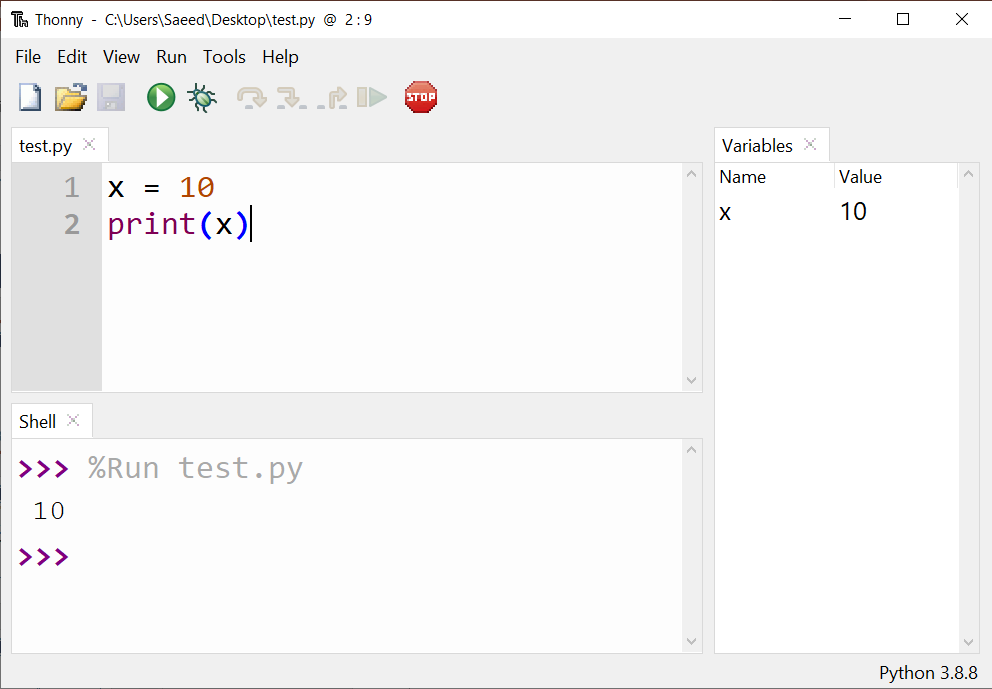 Thonny - C:\Users\Saeed\Desktop\test.py @ 2:9
File Edit View Run Tools Help
STOP
test.py
1 x = 10
2 print(x)
Shell
>>> %Run test.py
10
>>>
Variables
Name Value
x 10
Python 3.8.8